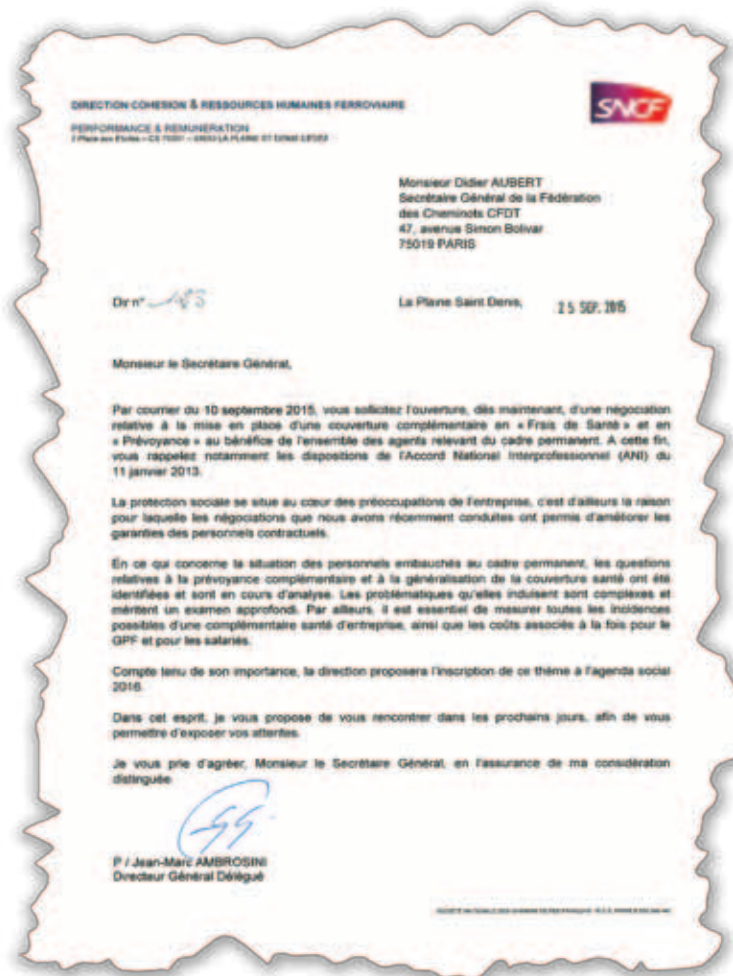 DIRECTION COHESION & RESSOURCES HUMAINES FERROVIAIRE
SNCF
PERFORMANCE & REMUNERATION
Monsieur Didier AUBERT
Secrétaire Général de la Fédération
des Cheminots CFDT
47, avenue Simon Bolivar
75019 PARIS
Dir n°
La Plaine Saint Denis, 25 SEP. 2015
Monsieur le Secrétaire Général,
Par courrier du 10 septembre 2015, vous sollicitez l'ouverture, dès maintenant, d'une négociation
relative à la mise en place d'une couverture complémentaire en « Frais de Santé » et en
« Prévoyance » au bénéfice de l'ensemble des agents relevant du cadre permanent. A cette fin,
vous rappelez notamment les dispositions de l'Accord National Interprofessionnel (ANI) du
11 janvier 2013.
La protection sociale se situe au cœur des préoccupations de l'entreprise, c'est d'ailleurs la raison
pour laquelle les négociations que nous avons récemment conduites ont permis d'améliorer les
garanties des personnels contractuels.
En ce qui concerne la situation des personnels embauchés au cadre permanent, les questions
relatives à la prévoyance complémentaire et à la généralisation de la couverture santé ont été
identifiées et sont en cours d'analyse. Les problématiques qu'elles induisent sont complexes et
méritent un examen approfondi. Par ailleurs, il est essentiel de mesurer toutes les incidences
possibles d'une complémentaire santé d'entreprise, ainsi que les coûts associés à la fois pour le
GPF et pour les salariés.
Compte tenu de son importance, la direction proposera l'inscription de ce thème à l'agenda social
2016.
Dans cet esprit, je vous propose de vous rencontrer dans les prochains jours, afin de vous
permettre d'exposer vos attentes.
Je vous prie d'agréer, Monsieur le Secrétaire Général, en l'assurance de ma considération
distinguée.
P / Jean-Marc AMBROSINI
Directeur Général Délégué